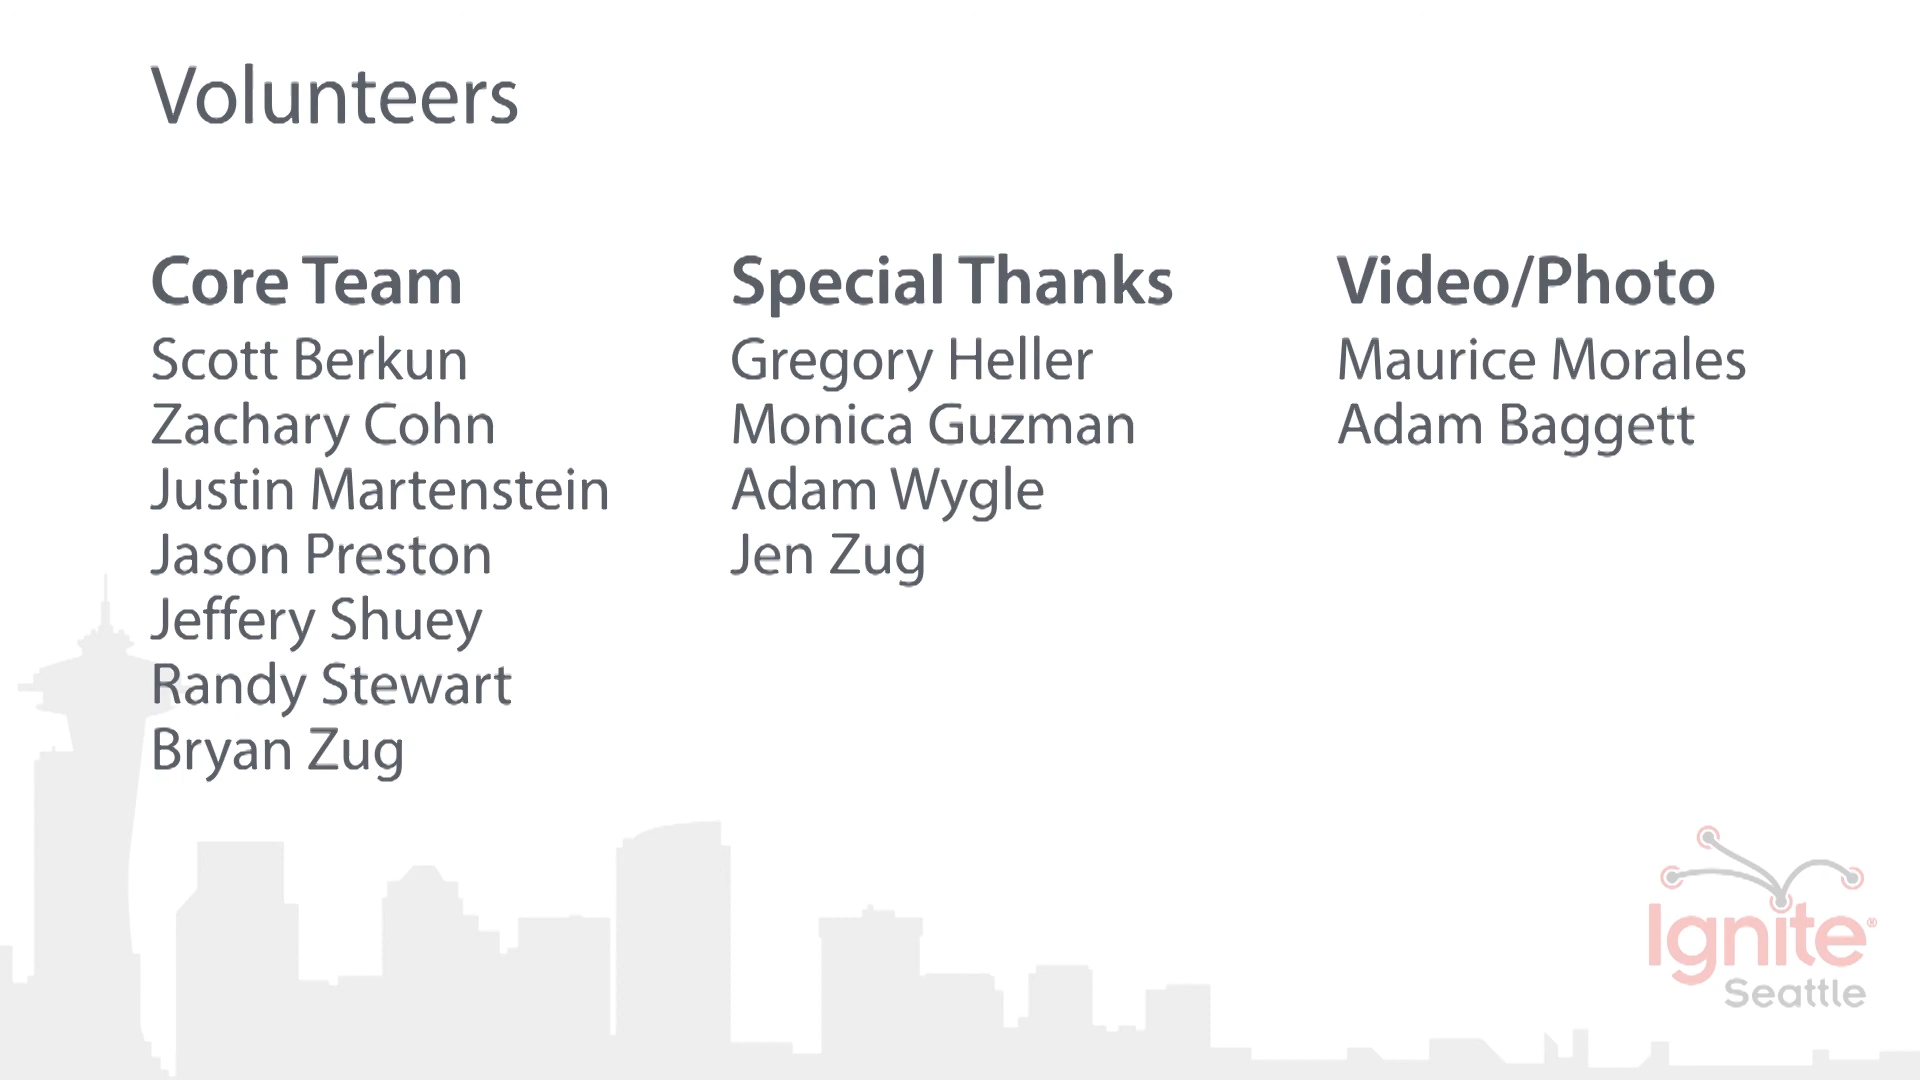 Volunteers
Core Team
Scott Berkun
Zachary Cohn
Justin Martenstein
Jason Preston
Jeffery Shuey
Randy Stewart
Bryan Zug
Special Thanks
Gregory Heller
Monica Guzman
Adam Wygle
Jen Zug
Video/Photo
Maurice Morales
Adam Baggett
Ignite®
Seattle